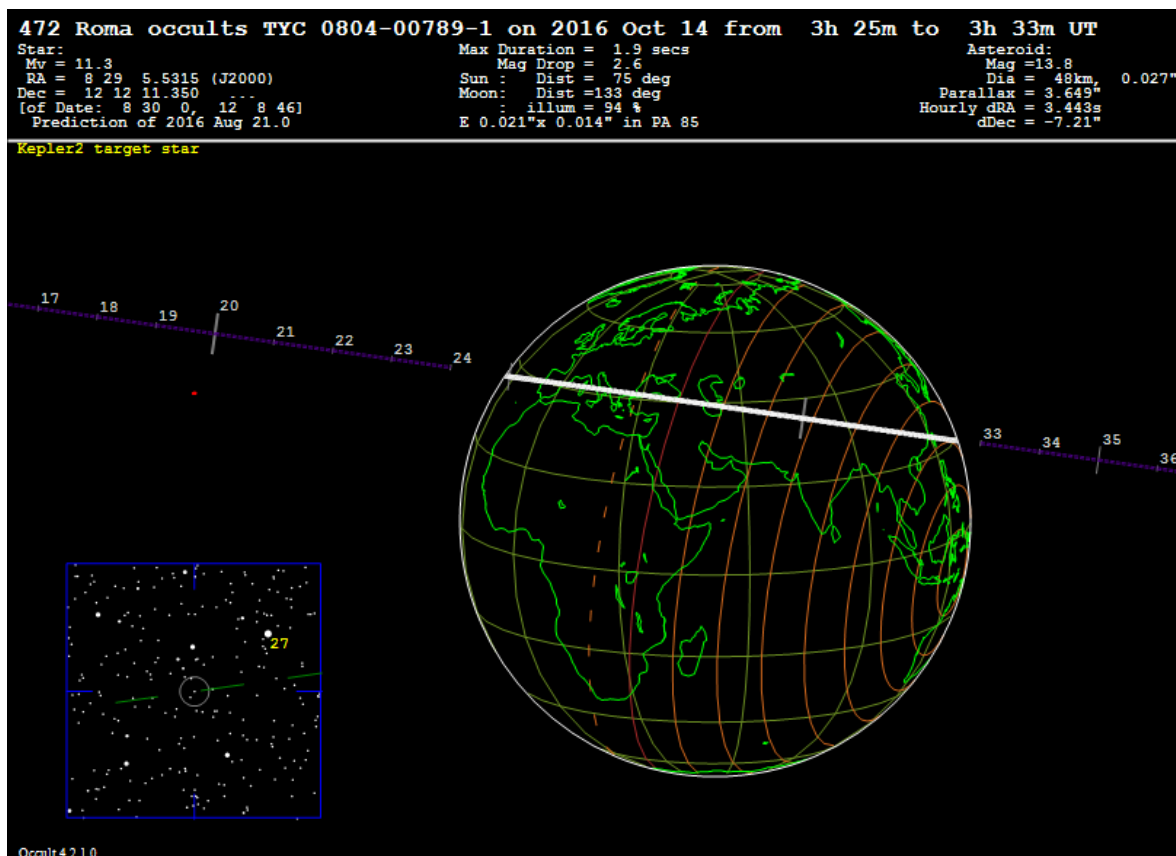 472 Roma occults TYC 0804-00789-1 on 2016 Oct 14 from 3h 25m to 3h 33m UT
Star:
Mv = 11.3
RA = 8 29 5.5315 (J2000)
Dec = 12 12 11.350 ...
[of Date: 8 30 0, 12 8 46]
Prediction of 2016 Aug 21.0
Max Duration = 1.9 secs
Mag Drop = 2.6
Sun : Dist = 75 deg
Moon: Dist =133 deg
: illum = 94 %
E 0.021"x 0.014" in PA 85
Asteroid:
Mag =13.8
Dia = 48km, 0.027"
Parallax = 3.649"
Hourly dRA = 3.443s
dDec = -7.21"
Kepler2 target star
17
18
19
20
21
22
23
24
33
34
35
36
27
Occult 4.2.1.0